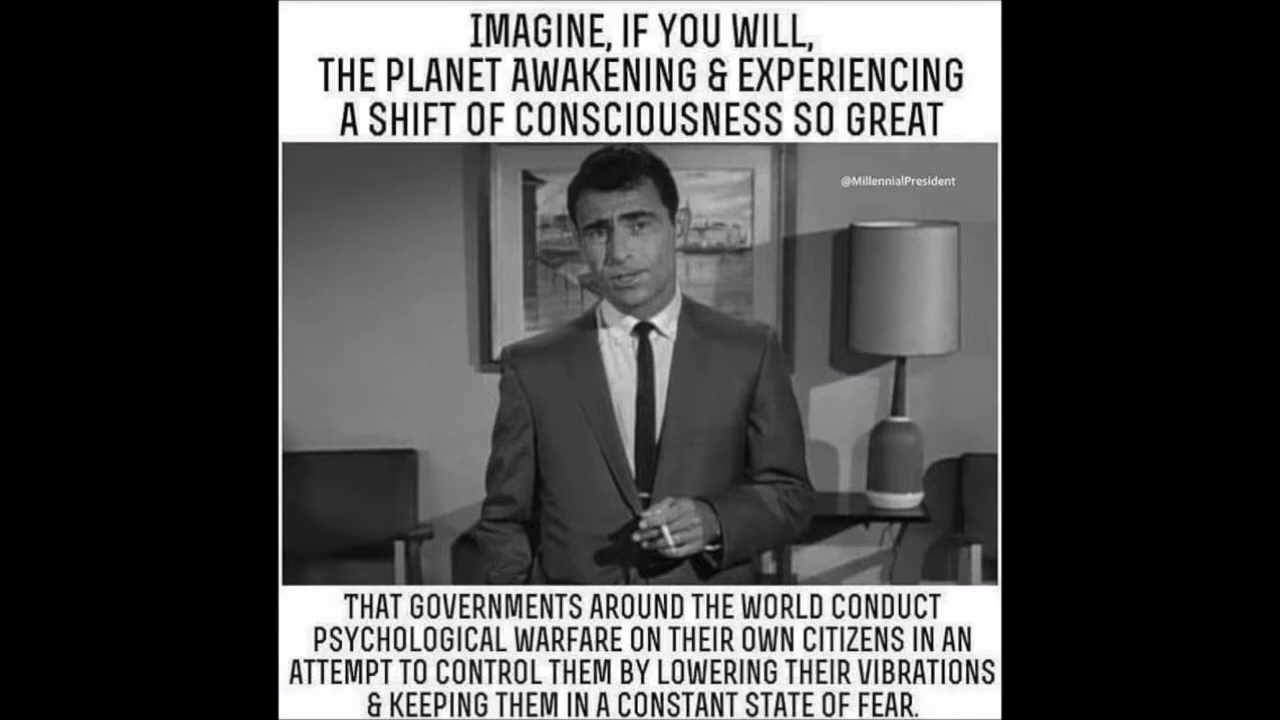 IMAGINE, IF YOU WILL,
THE PLANET AWAKENING & EXPERIENCING
A SHIFT OF CONSCIOUSNESS SO GREAT
@MillennialPresident
THAT GOVERNMENTS AROUND THE WORLD CONDUCT
PSYCHOLOGICAL WARFARE ON THEIR OWN CITIZENS IN AN
ATTEMPT TO CONTROL THEM BY LOWERING THEIR VIBRATIONS
& KEEPING THEM IN A CONSTANT STATE OF FEAR.